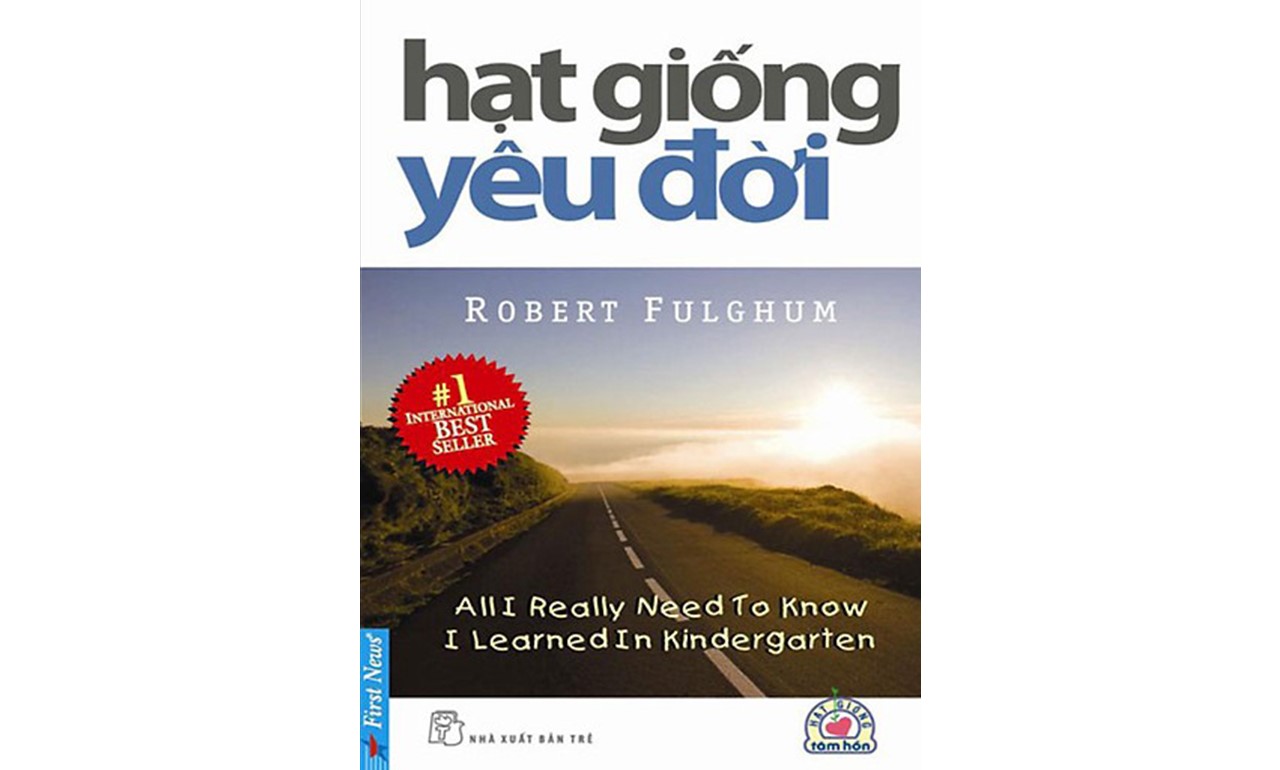 hạt giống
yêu đời
ROBERT FULGHUM
#1
INTERNATIONAL
BEST
SELLER
All I Really Need To Know
I Learned In Kindergarten
First News®
NHÀ XUẤT BẢN TRẺ
HẠT GIỐNG
tâm hồn